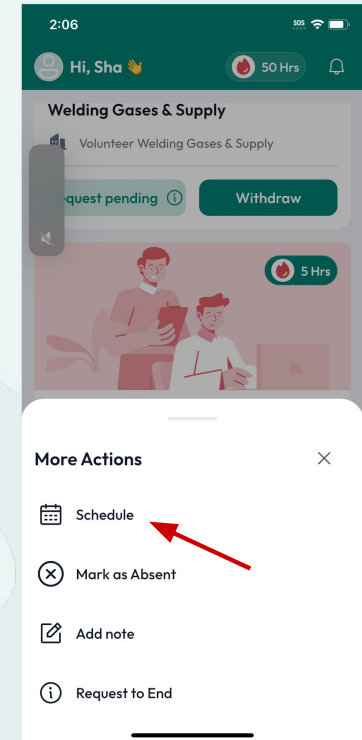 2:06
SOS
Hi, Sha 👋
50 Hrs
Welding Gases & Supply
Volunteer Welding Gases & Supply
quest pending
Withdraw
5 Hrs
More Actions
Schedule
Mark as Absent
Add note
Request to End